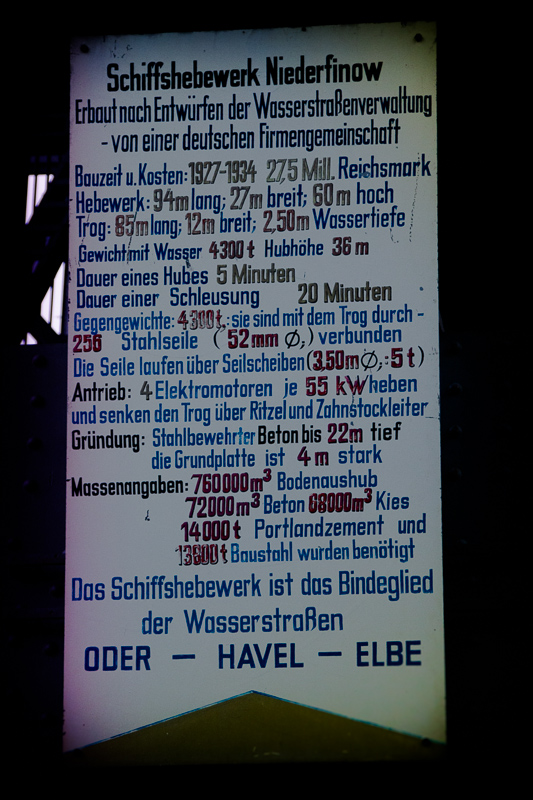 Schiffshebewerk Niederfinow
Erbaut nach Entwürfen der Wasserstraßenverwaltung
- von einer deutschen Firmengemeinschaft
Bauzeit u. Kosten: 1927-1934 27,5 Mill. Reichsmark
Hebewerk: 94m lang; 27m breit; 60m hoch
Trog: 85m lang; 12m breit; 2,50m Wassertiefe
Gewicht mit Wasser 4300t Hubhöhe 36m
Dauer eines Hubes 5 Minuten
Dauer einer Schleusung 20 Minuten
Gegengewichte: 4300t.: sie sind mit dem Trog durch -
256 Stahlseile (52mm Ø,) verbunden
Die Seile laufen über Seilscheiben (3,50m Ø,: 5t)
Antrieb: 4 Elektromotoren je 55 kW heben
und senken den Trog über Ritzel und Zahnstockleiter
Gründung: Stahlbewehrter Beton bis 22m tief
die Grundplatte ist 4m stark
Massenangaben: 760000m³ Bodenaushub
72000m³ Beton 68000m³ Kies
14000t Portlandzement und
13800t Baustahl wurden benötigt
Das Schiffshebewerk ist das Bindeglied
der Wasserstraßen
ODER — HAVEL — ELBE